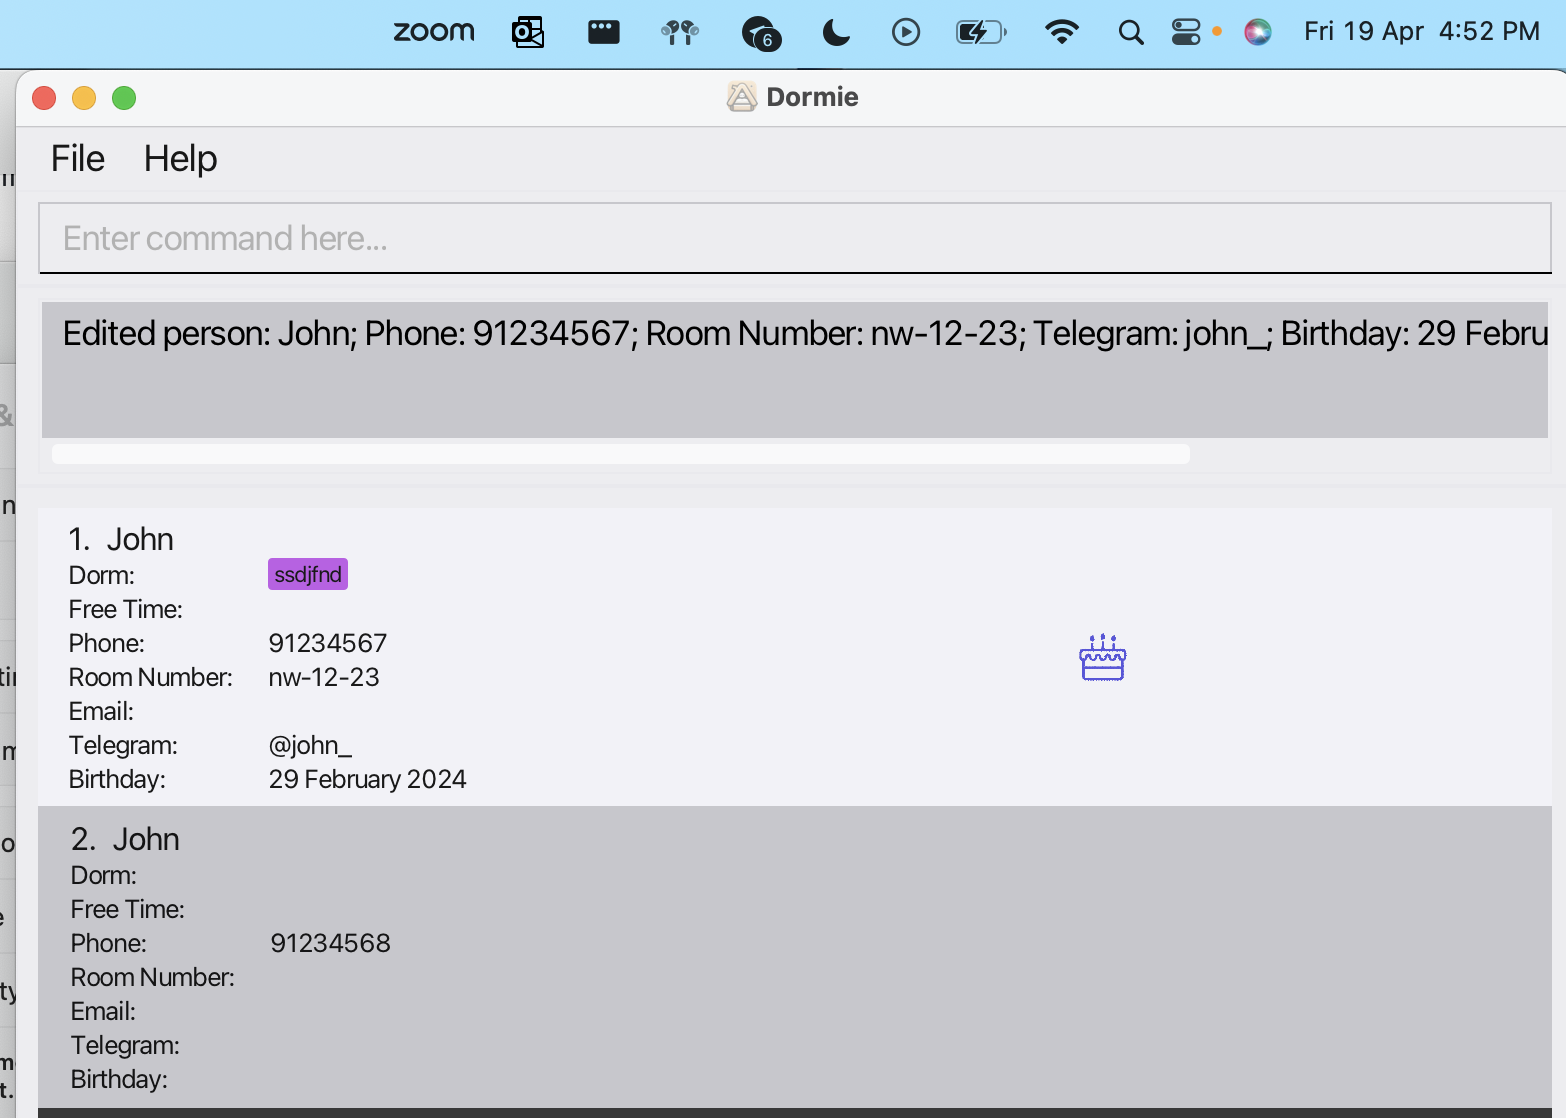 zoom 6 Fri 19 Apr 4:52 PM
Dormie
File Help
Enter command here...
Edited person: John; Phone: 91234567; Room Number: nw-12-23; Telegram: john_; Birthday: 29 Febru
1. John
Dorm: ssdjfnd
Free Time:
Phone: 91234567
Room Number: nw-12-23
Email:
Telegram: @john_
Birthday: 29 February 2024
2. John
Dorm:
Free Time:
Phone: 91234568
Room Number:
Email:
Telegram:
Birthday: